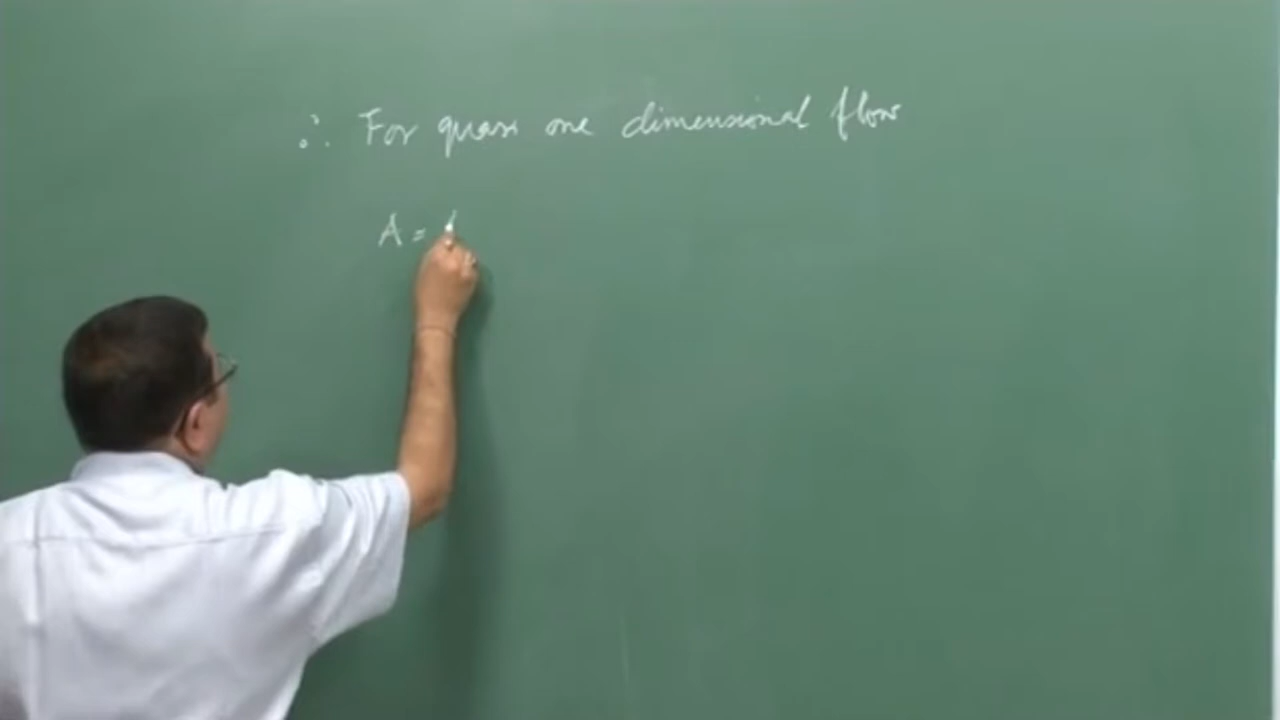 ∴ For quasi one dimensional flow
A =